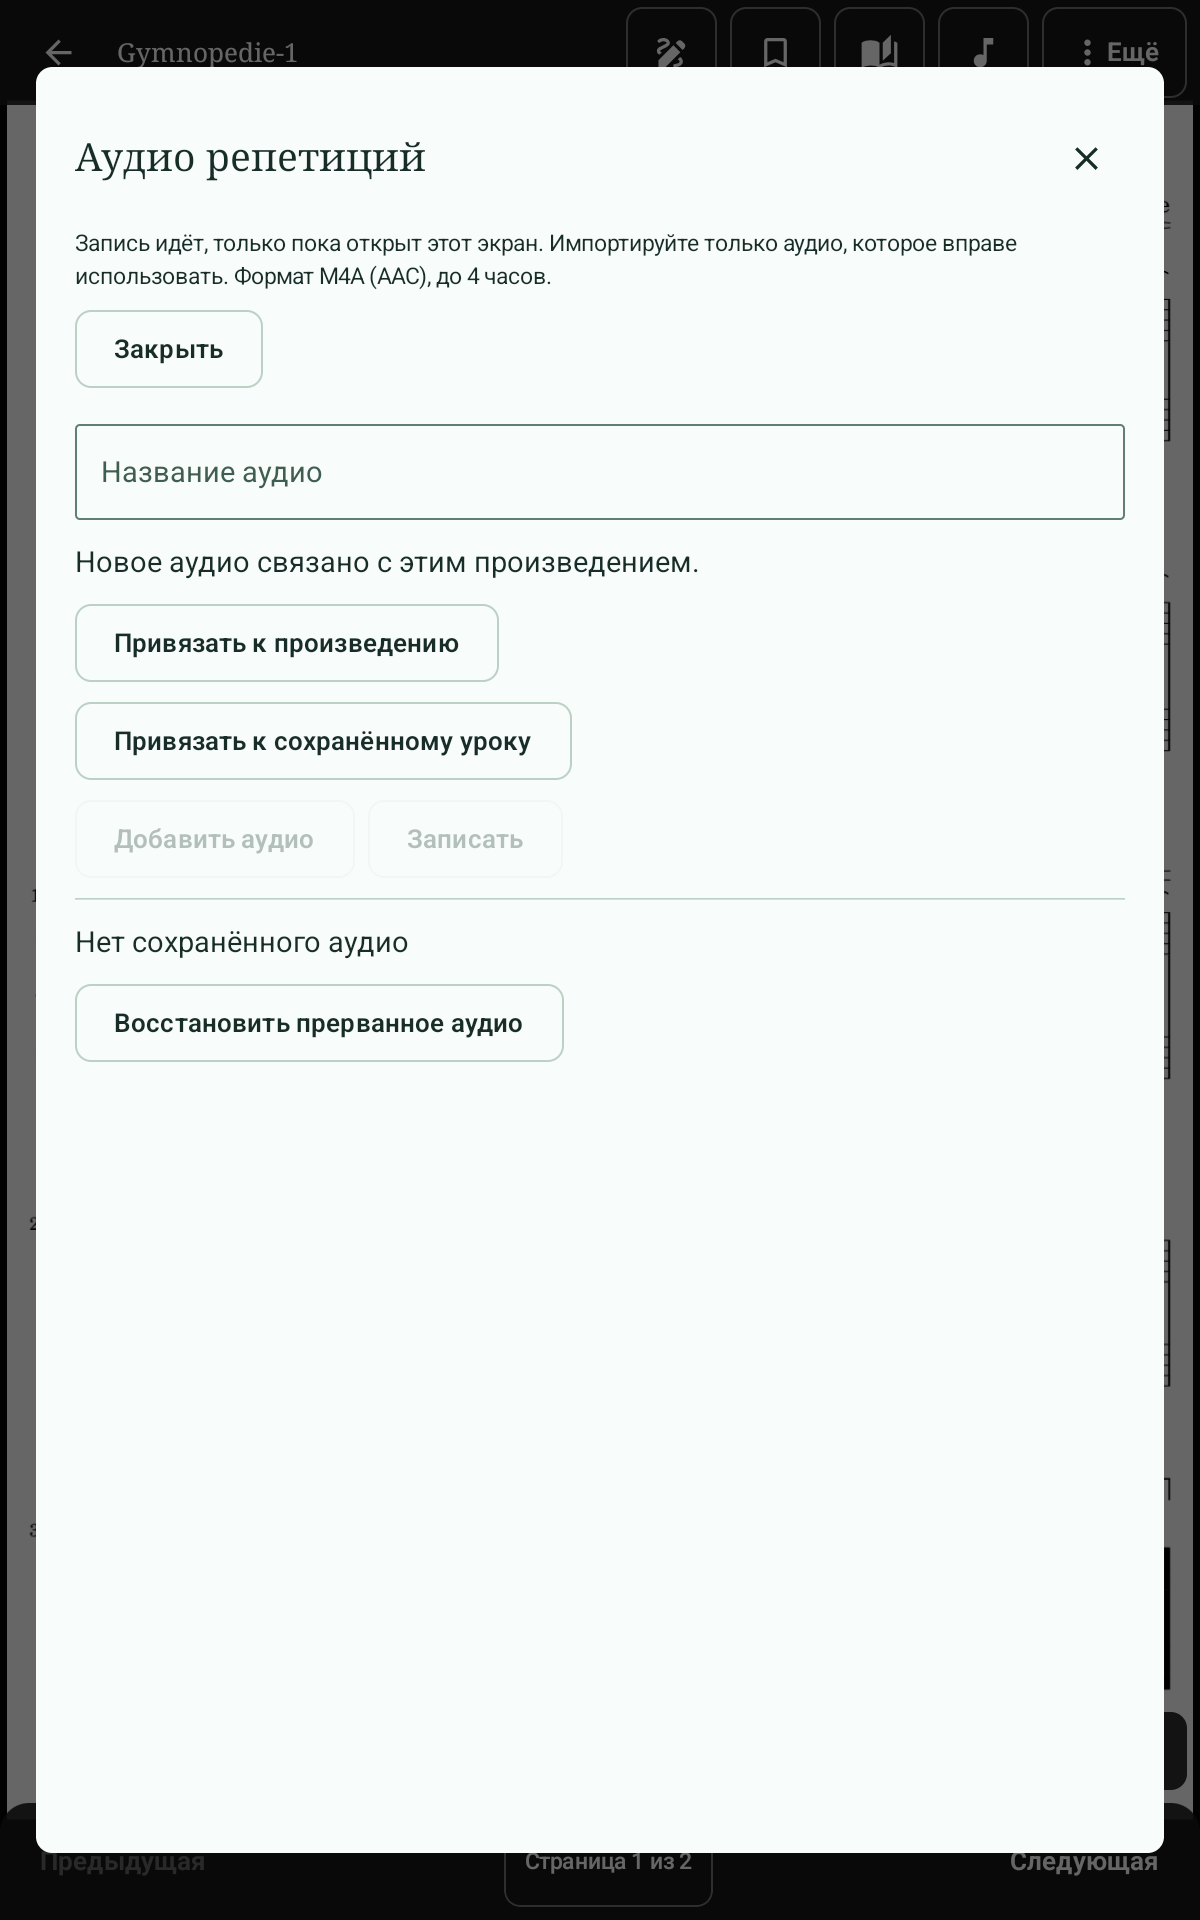 Gymnopedie-1
Ещё
Аудио репетиций
Запись идёт, только пока открыт этот экран. Импортируйте только аудио, которое вправе
использовать. Формат M4A (AAC), до 4 часов.
Закрыть
Название аудио
Новое аудио связано с этим произведением.
Привязать к произведению
Привязать к сохранённому уроку
Добавить аудио
Записать
Нет сохранённого аудио
Восстановить прерванное аудио
Предыдущая
Страница 1 из 2
Следующая